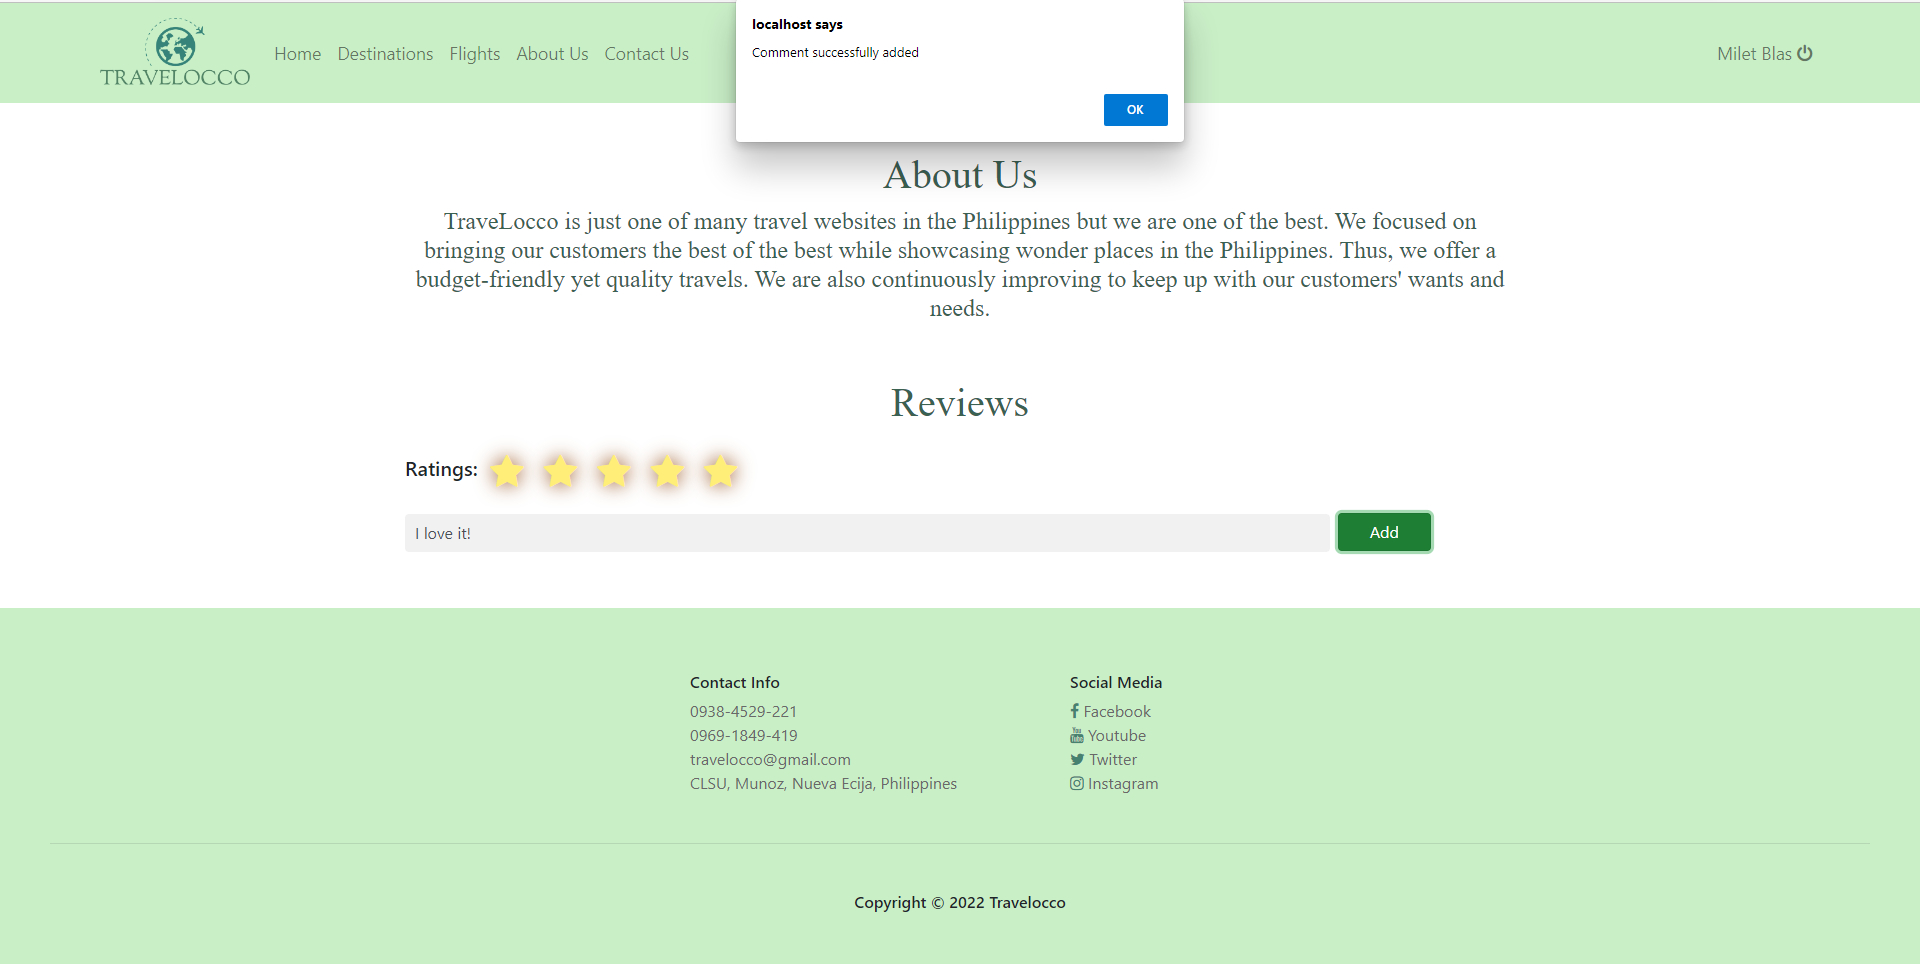 localhost says
Comment successfully added
OK
TRAVELOCCO
Home Destinations Flights About Us Contact Us
Milet Blas
About Us
TraveLocco is just one of many travel websites in the Philippines but we are one of the best. We focused on
bringing our customers the best of the best while showcasing wonder places in the Philippines. Thus, we offer a
budget-friendly yet quality travels. We are also continuously improving to keep up with our customers' wants and
needs.
Reviews
Ratings:
I love it!
Add
Contact Info
0938-4529-221
0969-1849-419
travelocco@gmail.com
CLSU, Munoz, Nueva Ecija, Philippines
Social Media
Facebook
Youtube
Twitter
Instagram
Copyright © 2022 Travelocco